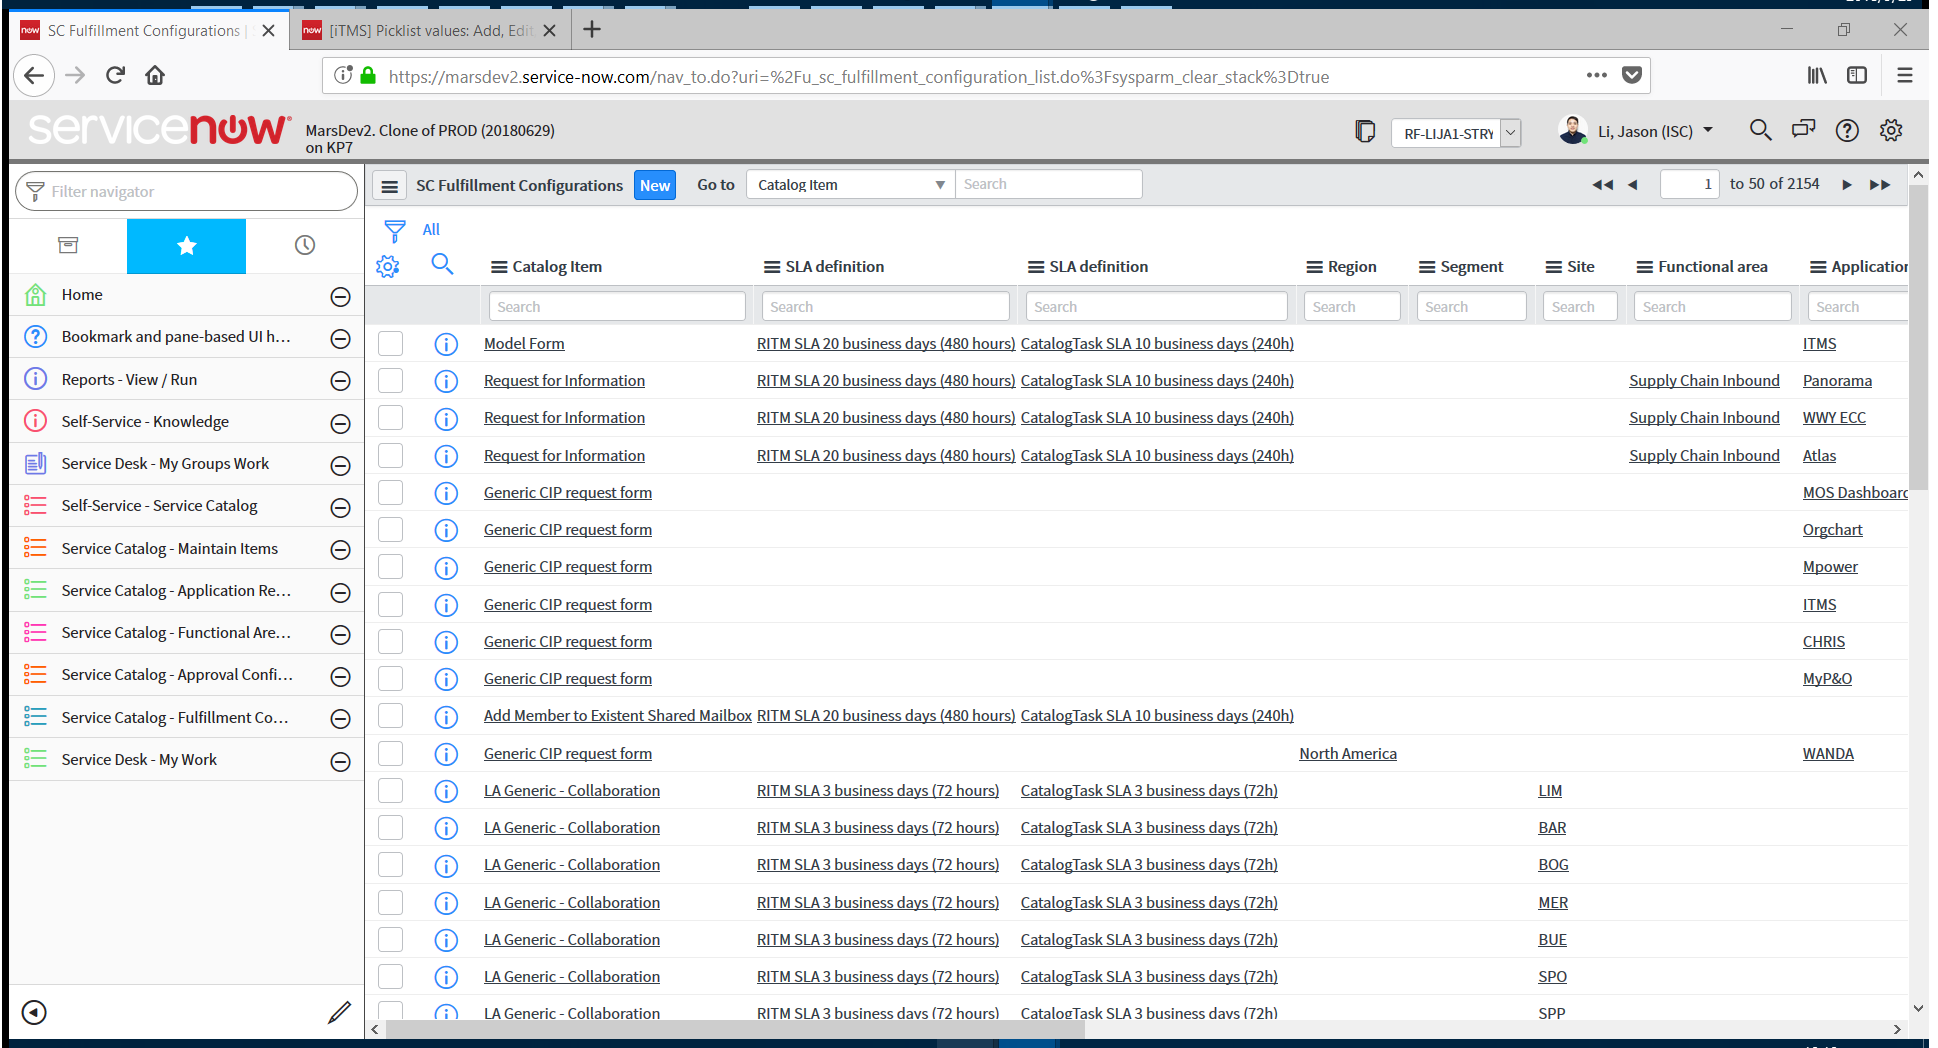 SC Fulfillment Configurations |
[iTMS] Picklist values: Add, Edit
https://marsdev2.service-now.com/nav_to.do?uri=%2Fu_sc_fulfillment_configuration_list.do%3Fsysparm_clear_stack%3Dtrue
servicenow
MarsDev2. Clone of PROD (20180629)
on KP7
RF-LIJA1-STRY
Li, Jason (ISC)
Filter navigator
SC Fulfillment Configurations New Go to Catalog Item Search 1 to 50 of 2154
All
Catalog Item SLA definition SLA definition Region Segment Site Functional area Application
Search Search Search Search Search Search Search Search
Home
Bookmark and pane-based UI h...
Reports - View / Run
Self-Service - Knowledge
Service Desk - My Groups Work
Self-Service - Service Catalog
Service Catalog - Maintain Items
Service Catalog - Application Re...
Service Catalog - Functional Are...
Service Catalog - Approval Confi...
Service Catalog - Fulfillment Co...
Service Desk - My Work
Model Form RITM SLA 20 business days (480 hours) CatalogTask SLA 10 business days (240h) ITMS
Request for Information RITM SLA 20 business days (480 hours) CatalogTask SLA 10 business days (240h) Supply Chain Inbound Panorama
Request for Information RITM SLA 20 business days (480 hours) CatalogTask SLA 10 business days (240h) Supply Chain Inbound WWY ECC
Request for Information RITM SLA 20 business days (480 hours) CatalogTask SLA 10 business days (240h) Supply Chain Inbound Atlas
Generic CIP request form MOS Dashboard
Generic CIP request form Orgchart
Generic CIP request form Mpower
Generic CIP request form ITMS
Generic CIP request form CHRIS
Generic CIP request form MyP&O
Add Member to Existent Shared Mailbox RITM SLA 20 business days (480 hours) CatalogTask SLA 10 business days (240h)
Generic CIP request form North America WANDA
LA Generic - Collaboration RITM SLA 3 business days (72 hours) CatalogTask SLA 3 business days (72h) LIM
LA Generic - Collaboration RITM SLA 3 business days (72 hours) CatalogTask SLA 3 business days (72h) BAR
LA Generic - Collaboration RITM SLA 3 business days (72 hours) CatalogTask SLA 3 business days (72h) BOG
LA Generic - Collaboration RITM SLA 3 business days (72 hours) CatalogTask SLA 3 business days (72h) MER
LA Generic - Collaboration RITM SLA 3 business days (72 hours) CatalogTask SLA 3 business days (72h) BUE
LA Generic - Collaboration RITM SLA 3 business days (72 hours) CatalogTask SLA 3 business days (72h) SPO
LA Generic - Collaboration RITM SLA 3 business days (72 hours) CatalogTask SLA 3 business days (72h) SPP